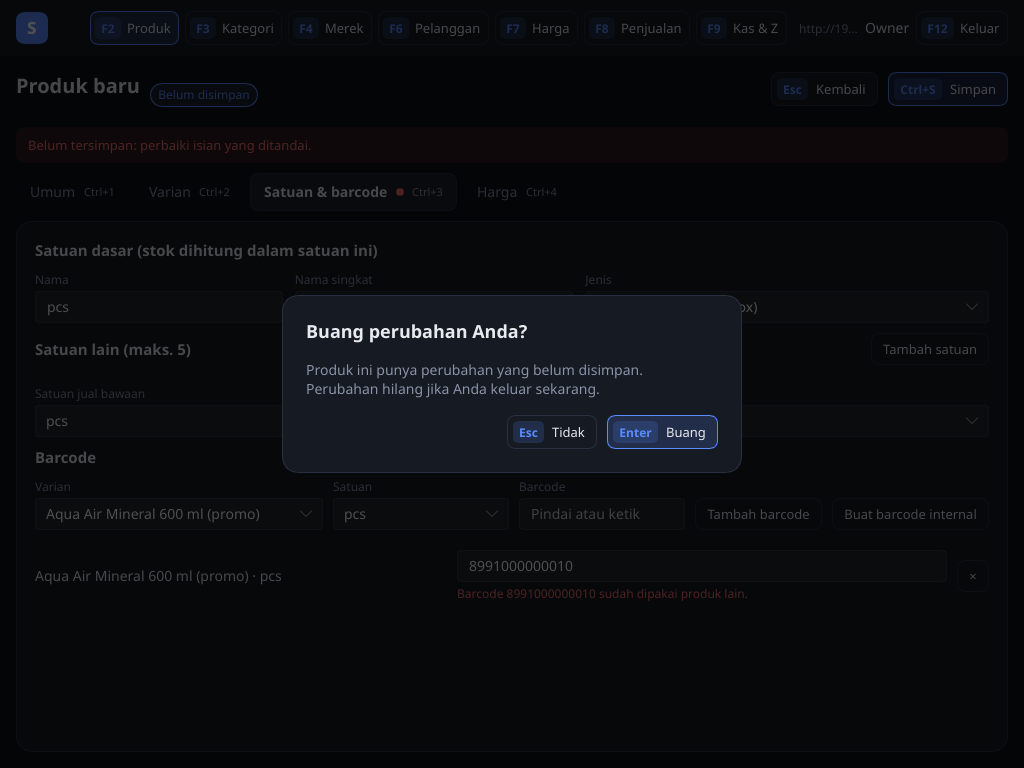 S F2 Produk F3 Kategori F4 Merek F6 Pelanggan F7 Harga F8 Penjualan F9 Kas & Z http://19... Owner F12 Keluar
Produk baru Belum disimpan Esc Kembali Ctrl+S Simpan
Belum tersimpan: perbaiki isian yang ditandai.
Umum Ctrl+1 Varian Ctrl+2 Satuan & barcode Ctrl+3 Harga Ctrl+4
Satuan dasar (stok dihitung dalam satuan ini)
Nama Nama singkat Jenis
pcs ox)
Buang perubahan Anda?
Satuan lain (maks. 5) Tambah satuan
Produk ini punya perubahan yang belum disimpan.
Perubahan hilang jika Anda keluar sekarang.
Satuan jual bawaan
pcs
Esc Tidak Enter Buang
Barcode
Varian Satuan Barcode
Aqua Air Mineral 600 ml (promo) pcs Pindai atau ketik Tambah barcode Buat barcode internal
Aqua Air Mineral 600 ml (promo) · pcs 8991000000010 ×
Barcode 8991000000010 sudah dipakai produk lain.